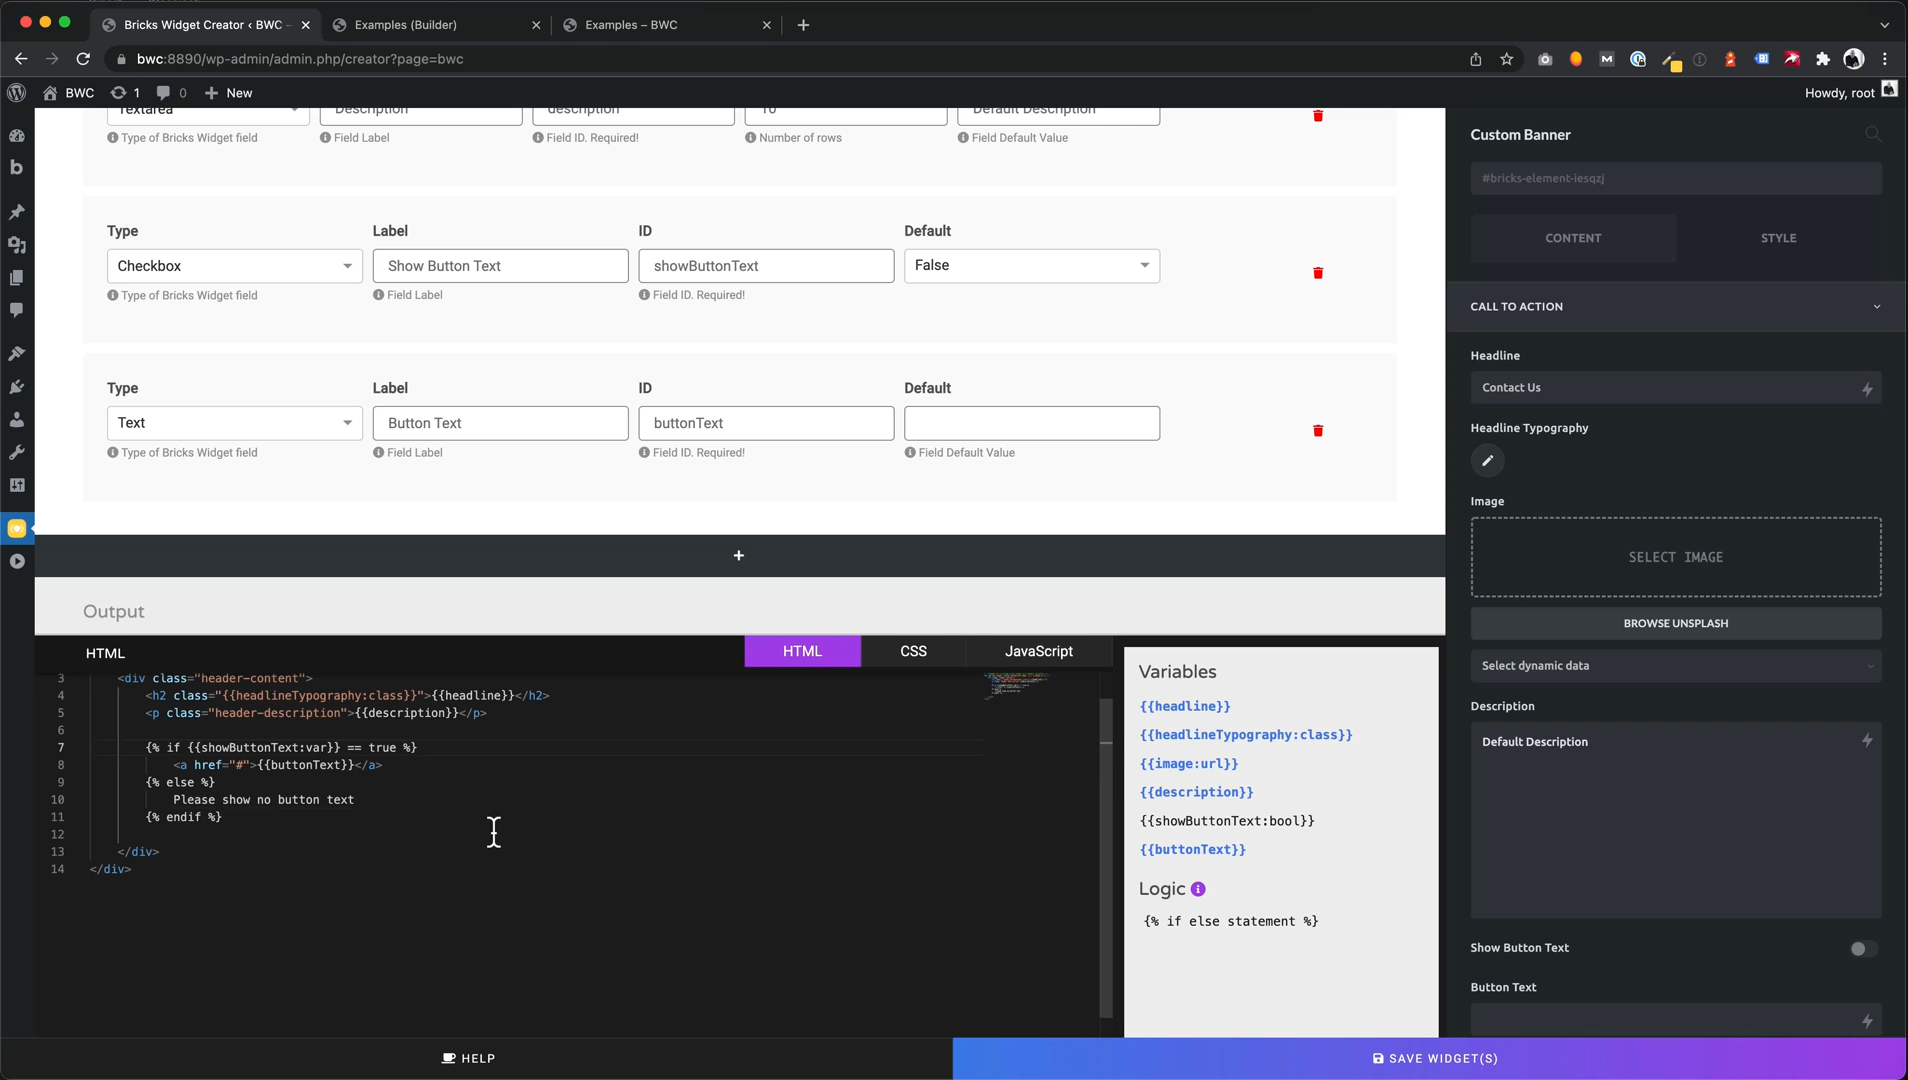 Bricks Widget Creator ‹ BWC –
Examples (Builder)
Examples – BWC
bwc:8890/wp-admin/admin.php/creator?page=bwc
BWC
1
0
New
Howdy, root
Textarea
Description
description
10
Default Description
Type of Bricks Widget field
Field Label
Field ID. Required!
Number of rows
Field Default Value
Type
Label
ID
Default
Checkbox
Show Button Text
showButtonText
False
Type of Bricks Widget field
Field Label
Field ID. Required!
Type
Label
ID
Default
Text
Button Text
buttonText
Type of Bricks Widget field
Field Label
Field ID. Required!
Field Default Value
+
Output
HTML
HTML
CSS
JavaScript
3 <div class="header-content">
4 <h2 class="{{headlineTypography:class}}">{{headline}}</h2>
5 <p class="header-description">{{description}}</p>
6
7 {% if {{showButtonText:var}} == true %}
8 <a href="#">{{buttonText}}</a>
9 {% else %}
10 Please show no button text
11 {% endif %}
12
13 </div>
14 </div>
Variables
{{headline}}
{{headlineTypography:class}}
{{image:url}}
{{description}}
{{showButtonText:bool}}
{{buttonText}}
Logic
{% if else statement %}
Custom Banner
#bricks-element-iesqzj
CONTENT
STYLE
CALL TO ACTION
Headline
Contact Us
Headline Typography
Image
SELECT IMAGE
BROWSE UNSPLASH
Select dynamic data
Description
Default Description
Show Button Text
Button Text
HELP
SAVE WIDGET(S)